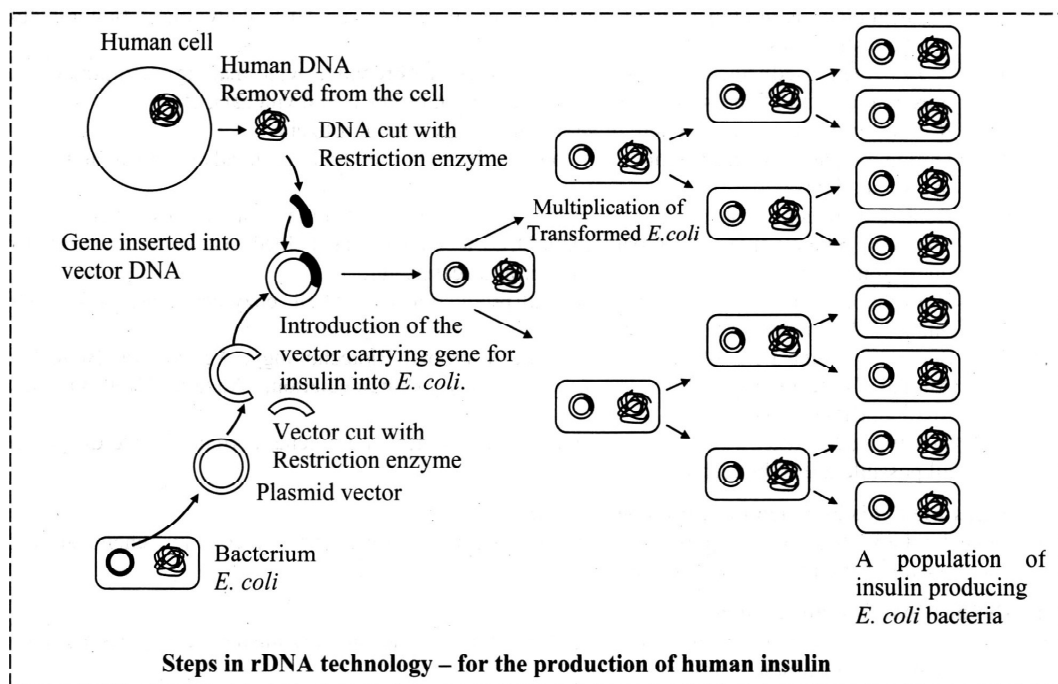 Human cell
Human DNA
Removed from the cell
DNA cut with
Restriction enzyme
Gene inserted into
vector DNA
Introduction of the
vector carrying gene for
insulin into E. coli.
Vector cut with
Restriction enzyme
Plasmid vector
Bacterium
E. coli
Multiplication of
Transformed E.coli
A population of
insulin producing
E. coli bacteria
Steps in rDNA technology – for the production of human insulin